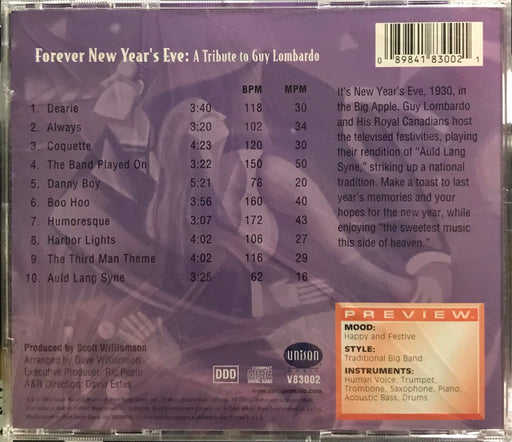 Forever New Year's Eve: A Tribute to Guy Lombardo
0 89841 83002 1
BPM MPM
1. Dearie 3:40 118 30
2. Always 3:20 102 34
3. Coquette 4:23 120 30
4. The Band Played On 3:22 150 50
5. Danny Boy 5:21 78 20
6. Boo Hoo 3:56 160 40
7. Humoresque 3:07 172 43
8. Harbor Lights 4:02 106 27
9. The Third Man Theme 4:02 116 29
10. Auld Lang Syne 3:25 62 16
It's New Year's Eve, 1930, in
the Big Apple. Guy Lombardo
and His Royal Canadians host
the televised festivities, playing
their rendition of "Auld Lang
Syne," striking up a national
tradition. Make a toast to last
year's memories and your
hopes for the new year, while
enjoying "the sweetest music
this side of heaven."
PREVIEW™
MOOD:
Happy and Festive
STYLE:
Traditional Big Band
INSTRUMENTS:
Human Voice, Trumpet,
Trombone, Saxophone, Piano,
Acoustic Bass, Drums
Produced by Scott Williamson
Arranged by Dave Williamson
Executive Producer: Ric Pepin
A&R Direction: David Estes
DDD
COMPACT disc DIGITAL AUDIO
unison
MUSIC
V83002
www.unisonmusic.com